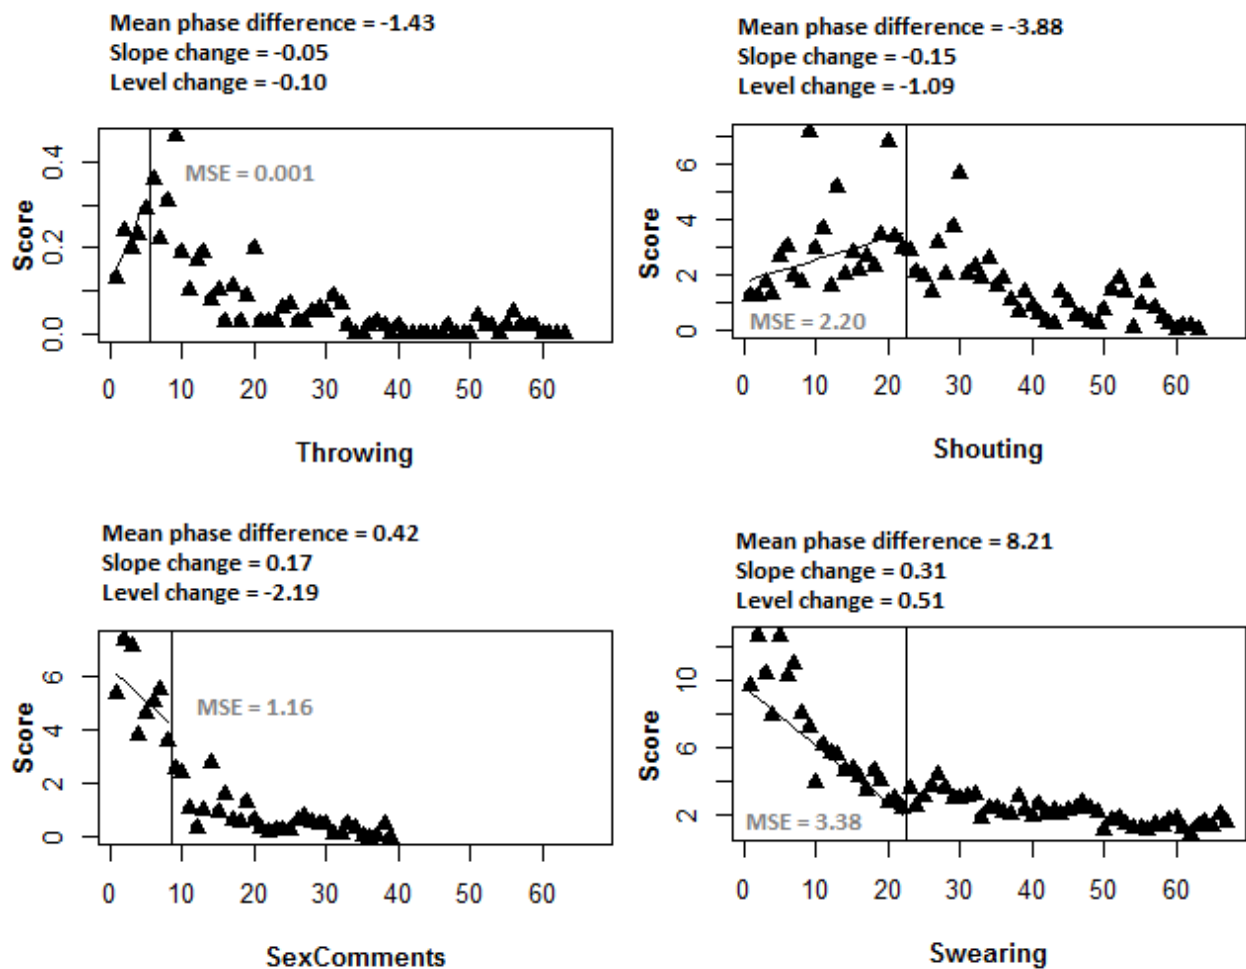 Mean phase difference = -1.43
Slope change = -0.05
Level change = -0.10
MSE = 0.001
Score
0.0 0.2 0.4
0 10 20 30 40 50 60
Throwing
Mean phase difference = -3.88
Slope change = -0.15
Level change = -1.09
MSE = 2.20
Score
0 2 4 6
0 10 20 30 40 50 60
Shouting
Mean phase difference = 0.42
Slope change = 0.17
Level change = -2.19
MSE = 1.16
Score
0 2 4 6
0 10 20 30 40 50 60
SexComments
Mean phase difference = 8.21
Slope change = 0.31
Level change = 0.51
MSE = 3.38
Score
2 6 10
0 10 20 30 40 50 60
Swearing